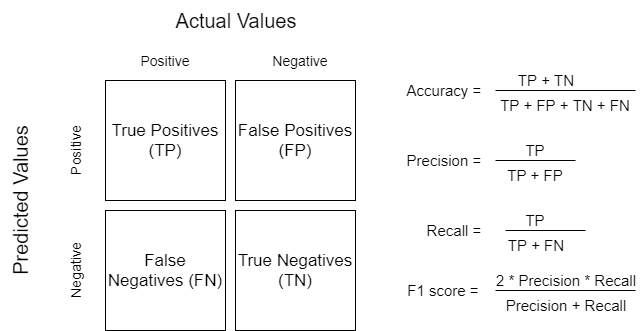 Actual Values
Positive
Negative
Predicted Values
Positive
True Positives
(TP)
False Positives
(FP)
Negative
False
Negatives (FN)
True Negatives
(TN)
Accuracy =
TP + TN
TP + FP + TN + FN
Precision =
TP
TP + FP
Recall =
TP
TP + FN
F1 score =
2 * Precision * Recall
Precision + Recall